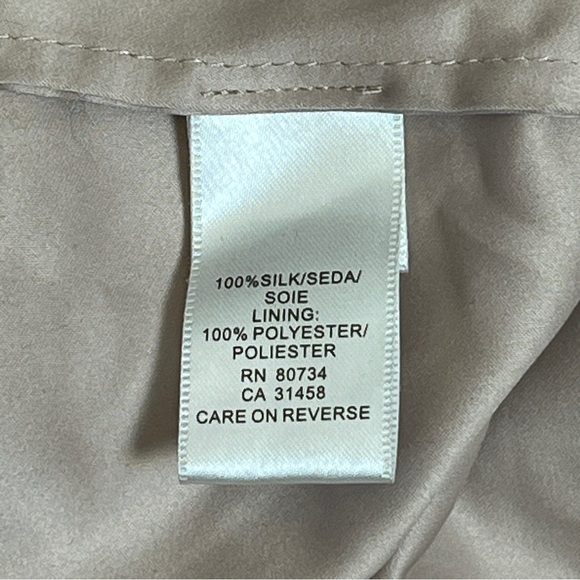 100%SILK/SEDA/
SOIE
LINING:
100% POLYESTER/
POLIESTER
RN 80734
CA 31458
CARE ON REVERSE